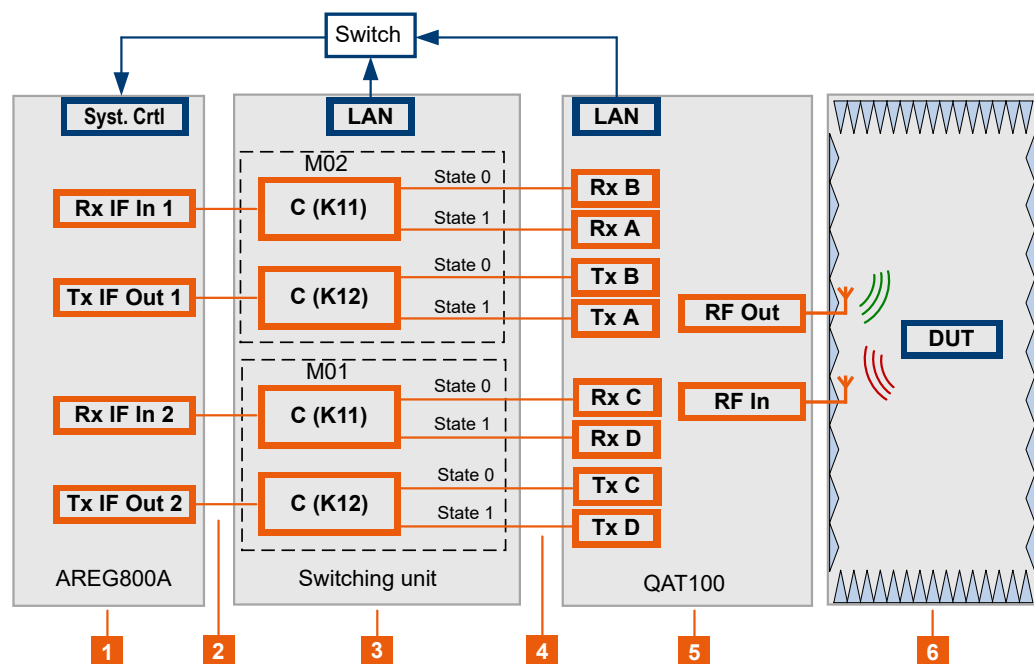 Switch
Syst. Crtl
LAN
LAN
M02
Rx IF In 1
C (K11)
State 0
State 1
Rx B
Rx A
Tx IF Out 1
C (K12)
State 0
State 1
Tx B
Tx A
RF Out
DUT
M01
Rx IF In 2
C (K11)
State 0
State 1
Rx C
Rx D
RF In
Tx IF Out 2
C (K12)
State 0
State 1
Tx C
Tx D
AREG800A
Switching unit
QAT100
1
2
3
4
5
6